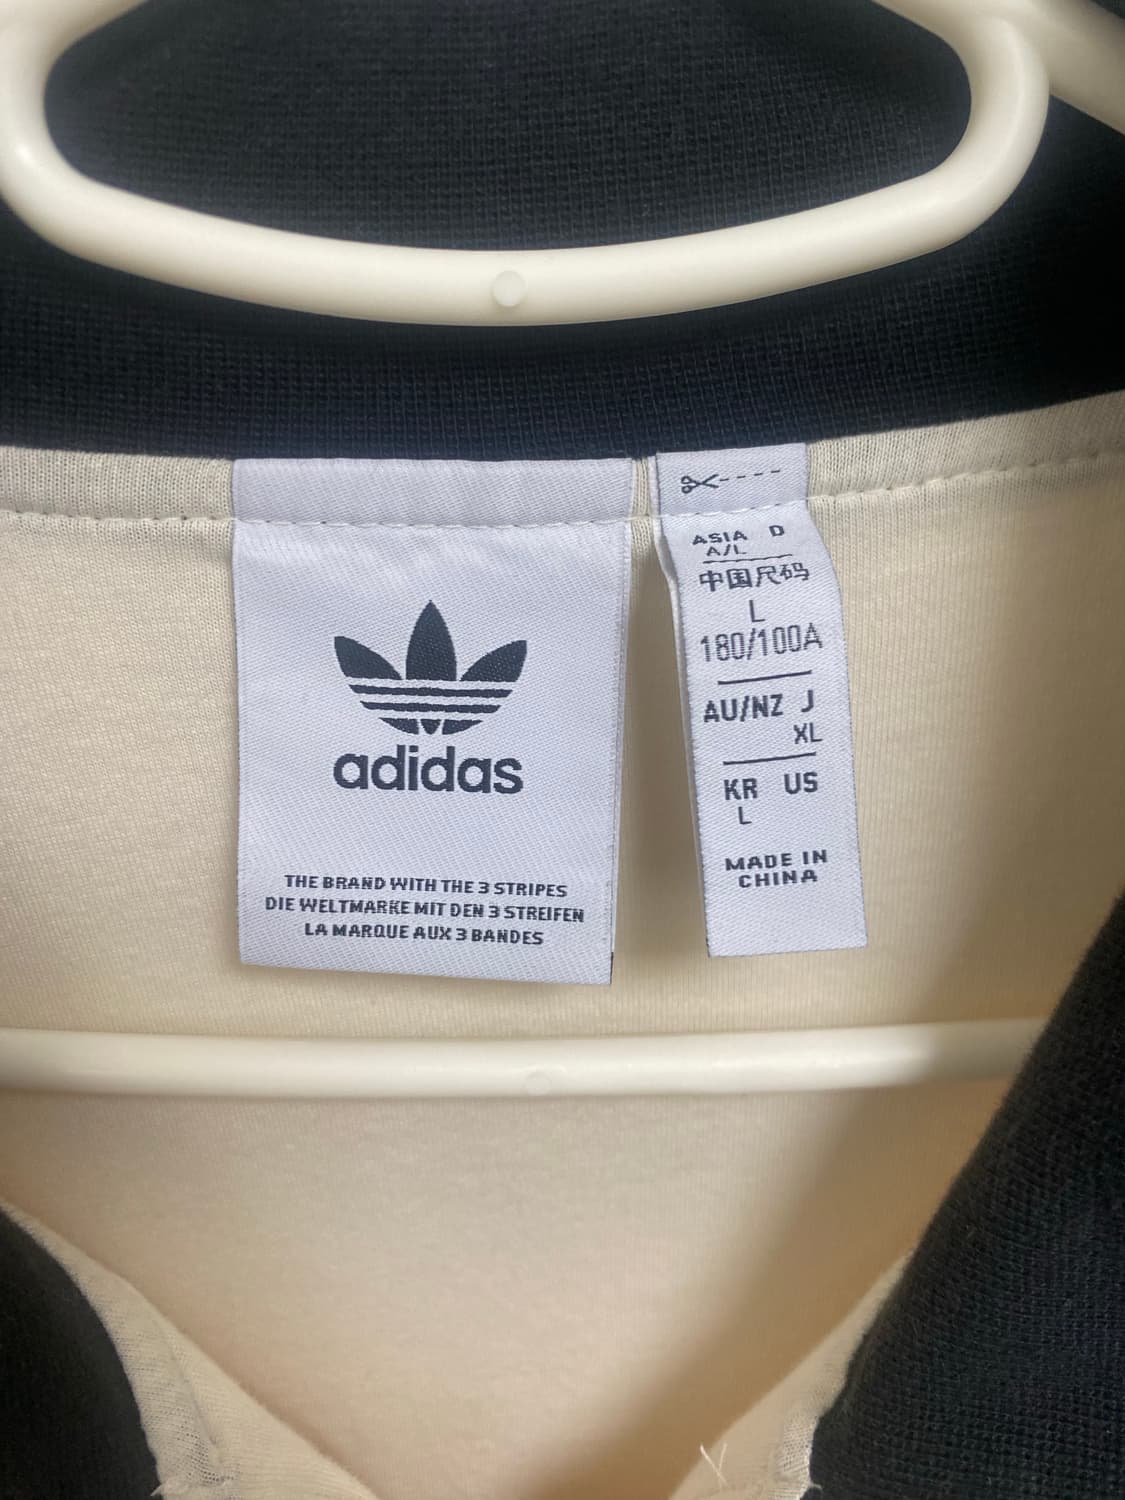 adidas
THE BRAND WITH THE 3 STRIPES
DIE WELTMARKE MIT DEN 3 STREIFEN
LA MARQUE AUX 3 BANDES
ASIA D
A/L
中国尺码
L
180/100A
AU/NZ J
XL
KR US
L
MADE IN
CHINA